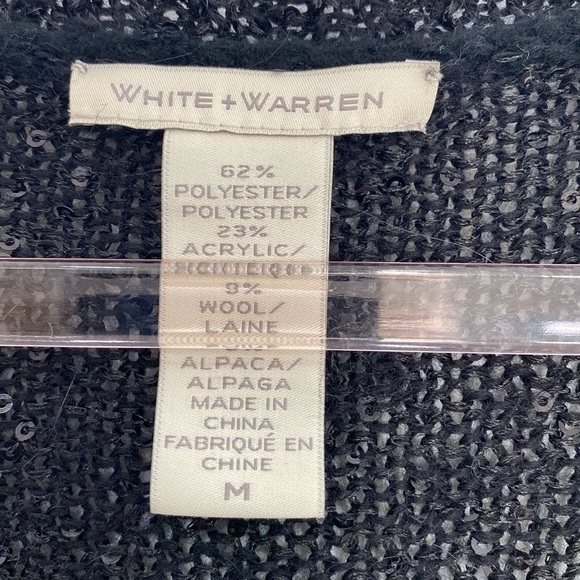 WHITE + WARREN
62%
POLYESTER/
POLYESTER
23%
ACRYLIC/
9%
WOOL/
LAINE
ALPACA/
ALPAGA
MADE IN
CHINA
FABRIQUÉ EN
CHINE
M